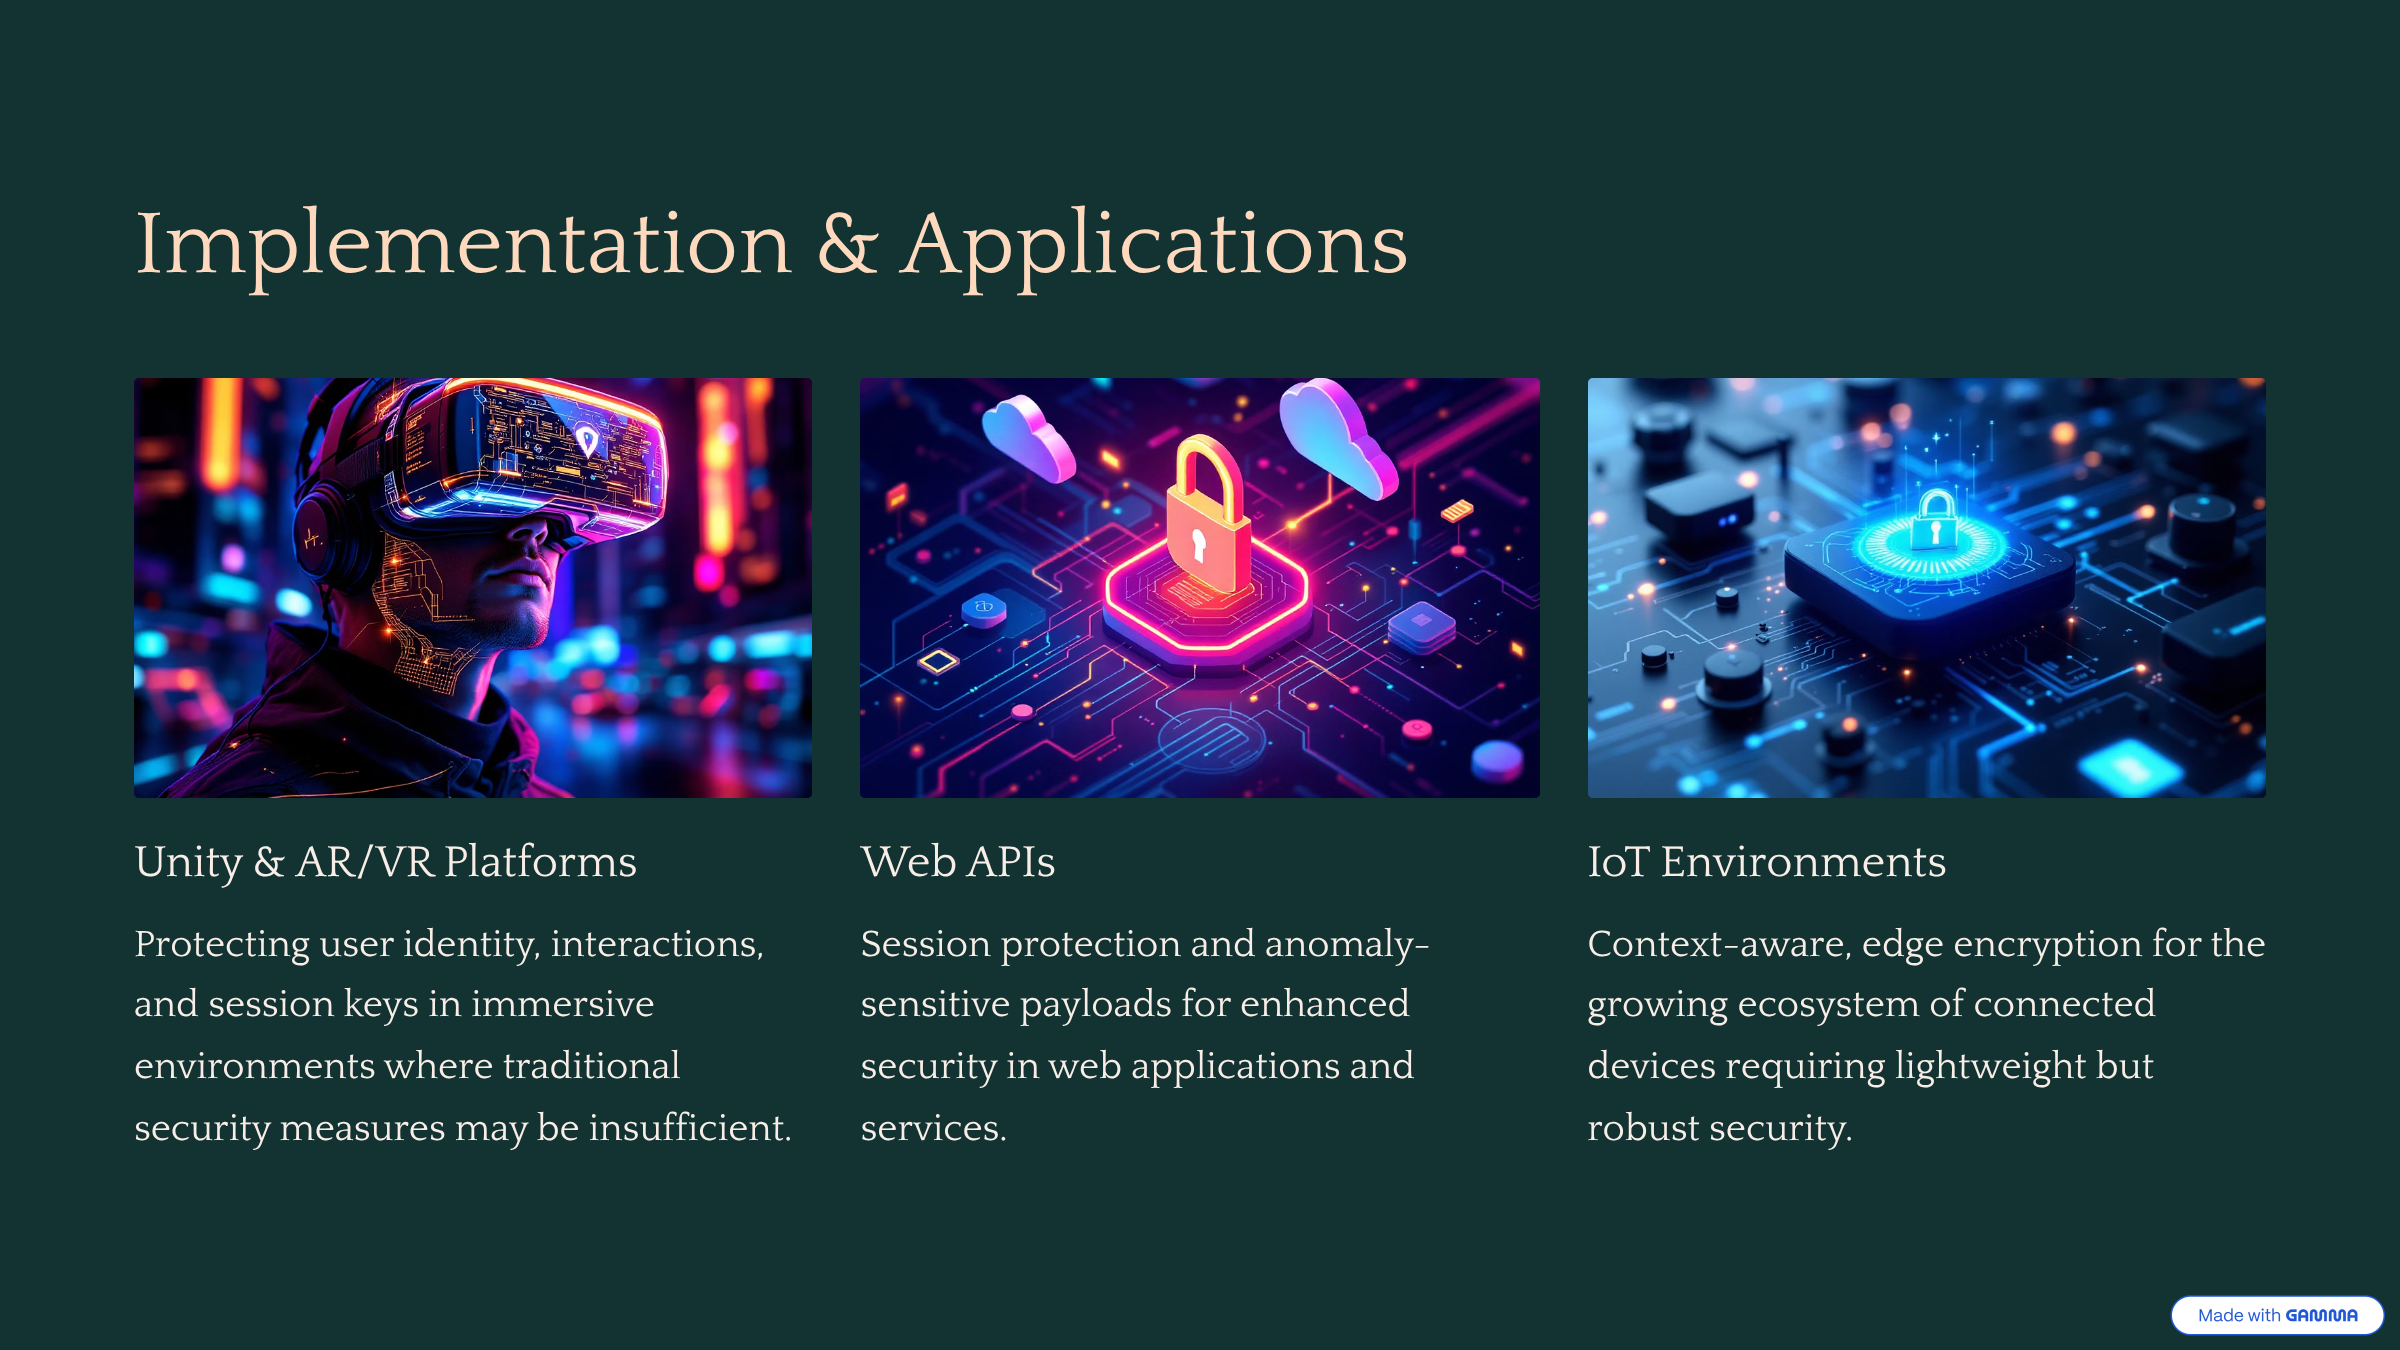 Implementation & Applications
Unity & AR/VR Platforms
Protecting user identity, interactions,
and session keys in immersive
environments where traditional
security measures may be insufficient.
Web APIs
Session protection and anomaly-
sensitive payloads for enhanced
security in web applications and
services.
IoT Environments
Context-aware, edge encryption for the
growing ecosystem of connected
devices requiring lightweight but
robust security.
Made with GAMMA